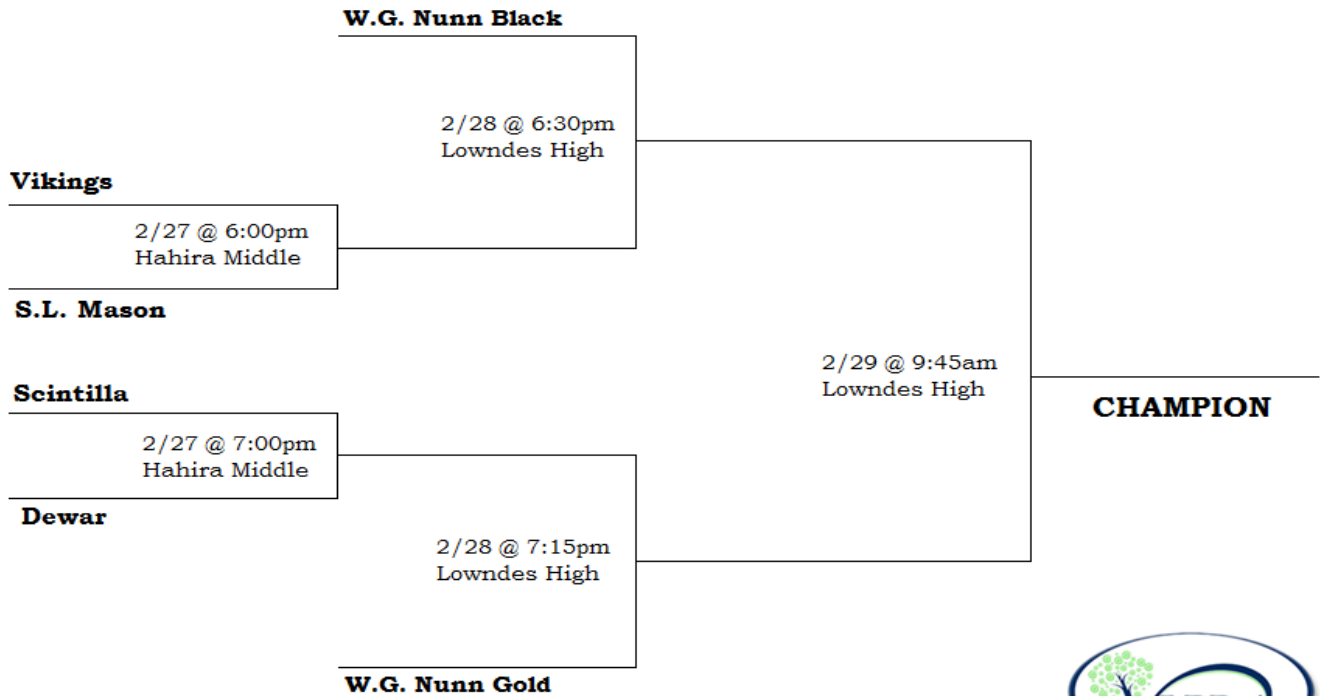 W.G. Nunn Black
2/28 @ 6:30pm
Lowndes High
Vikings
2/27 @ 6:00pm
Hahira Middle
S.L. Mason
2/29 @ 9:45am
Lowndes High
CHAMPION
Scintilla
2/27 @ 7:00pm
Hahira Middle
Dewar
2/28 @ 7:15pm
Lowndes High
W.G. Nunn Gold